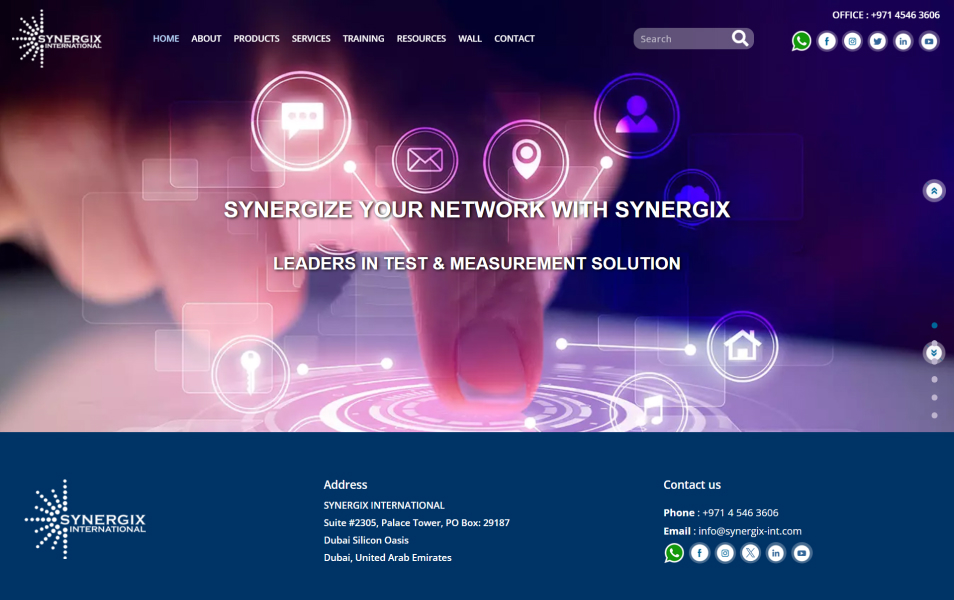 SYNERGIX
INTERNATIONAL
HOME ABOUT PRODUCTS SERVICES TRAINING RESOURCES WALL CONTACT
Search
OFFICE : +971 4546 3606
SYNERGIZE YOUR NETWORK WITH SYNERGIX
LEADERS IN TEST & MEASUREMENT SOLUTION
SYNERGIX
INTERNATIONAL
Address
SYNERGIX INTERNATIONAL
Suite #2305, Palace Tower, PO Box: 29187
Dubai Silicon Oasis
Dubai, United Arab Emirates
Contact us
Phone : +971 4 546 3606
Email : info@synergix-int.com